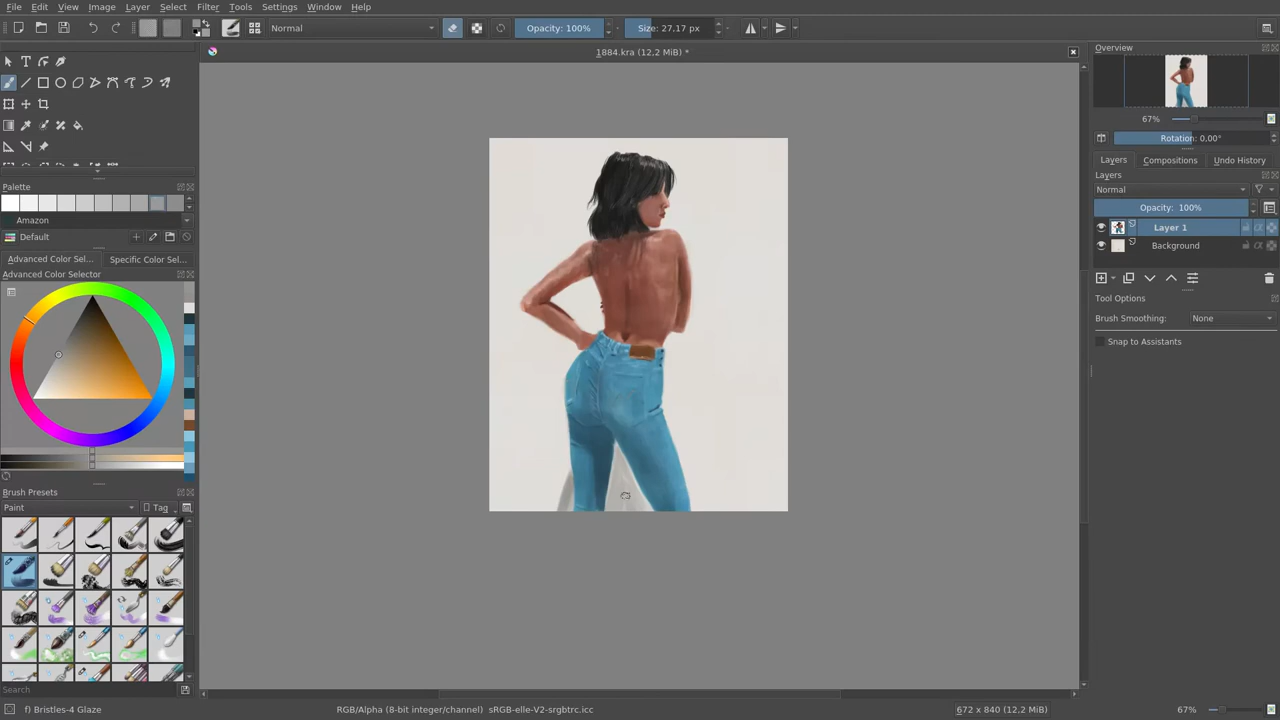 File Edit View Image Layer Select Filter Tools Settings Window Help
Normal
Opacity: 100%
Size: 27,17 px
1884.kra (12,2 MiB) *
Palette
Amazon
Default
Advanced Color Sel...
Specific Color Sel...
Advanced Color Selector
Brush Presets
Paint
Tag
Search
f) Bristles-4 Glaze
RGB/Alpha (8-bit integer/channel) sRGB-elle-V2-srgbtrc.icc
672 x 840 (12,2 MiB)
67%
Overview
67%
Rotation: 0,00°
Layers
Compositions
Undo History
Layers
Normal
Opacity: 100%
Layer 1
Background
Tool Options
Brush Smoothing:
None
Snap to Assistants